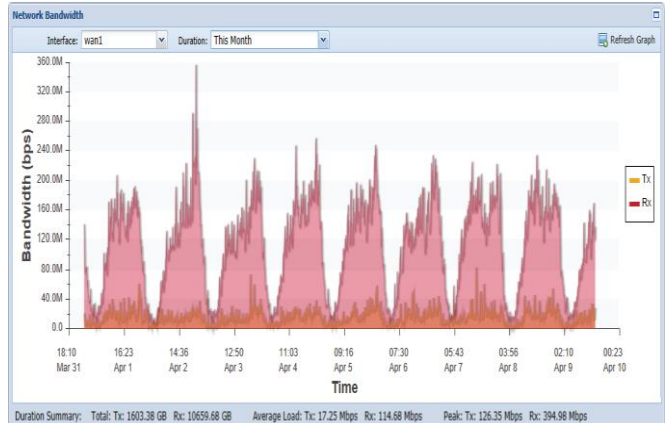 Network Bandwidth
Interface: wan1 Duration: This Month Refresh Graph
360.0M
320.0M
280.0M
240.0M
200.0M
160.0M
120.0M
80.0M
40.0M
0.0
Bandwidth (bps)
Tx
Rx
18:10 16:23 14:36 12:50 11:03 09:16 07:30 05:43 03:56 02:10 00:23
Mar 31 Apr 1 Apr 2 Apr 3 Apr 4 Apr 5 Apr 6 Apr 7 Apr 8 Apr 9 Apr 10
Time
Duration Summary: Total: Tx: 1603.38 GB Rx: 10659.68 GB Average Load: Tx: 17.25 Mbps Rx: 114.68 Mbps Peak: Tx: 126.35 Mbps Rx: 394.98 Mbps